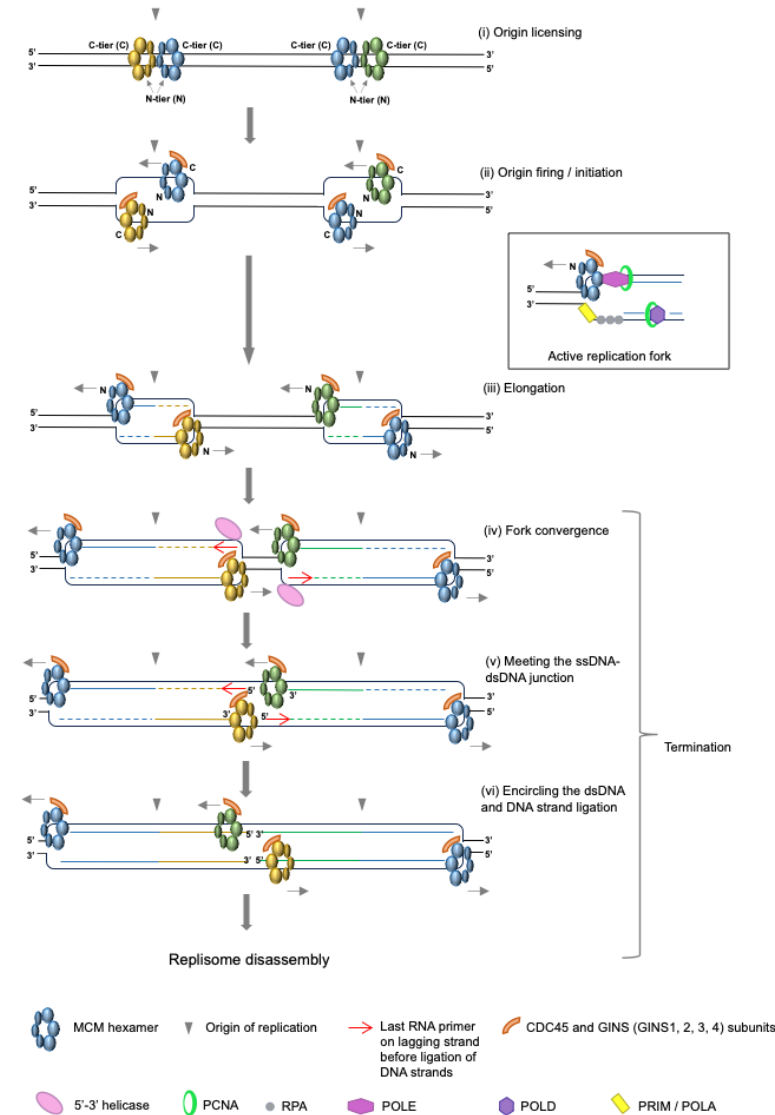 (i) Origin licensing
C-tier (C) C-tier (C) C-tier (C) C-tier (C)
5' 3'
3' 5'
N-tier (N) N-tier (N)
(ii) Origin firing / initiation
C C
N N
5' 3'
3' 5'
N N
C C
N
5'
3'
Active replication fork
(iii) Elongation
N N
5' 3'
3' 5'
N N
(iv) Fork convergence
5' 3'
3' 5'
(v) Meeting the ssDNA-
dsDNA junction
5' 3'
5' 3'
3' 3' 5' 5'
Termination
(vi) Encircling the dsDNA
and DNA strand ligation
5' 5' 3' 3'
3' 3' 5' 5'
Replisome disassembly
MCM hexamer
Origin of replication
Last RNA primer
on lagging strand
before ligation of
DNA strands
CDC45 and GINS (GINS1, 2, 3, 4) subunits
5'-3' helicase
PCNA
RPA
POLE
POLD
PRIM / POLA